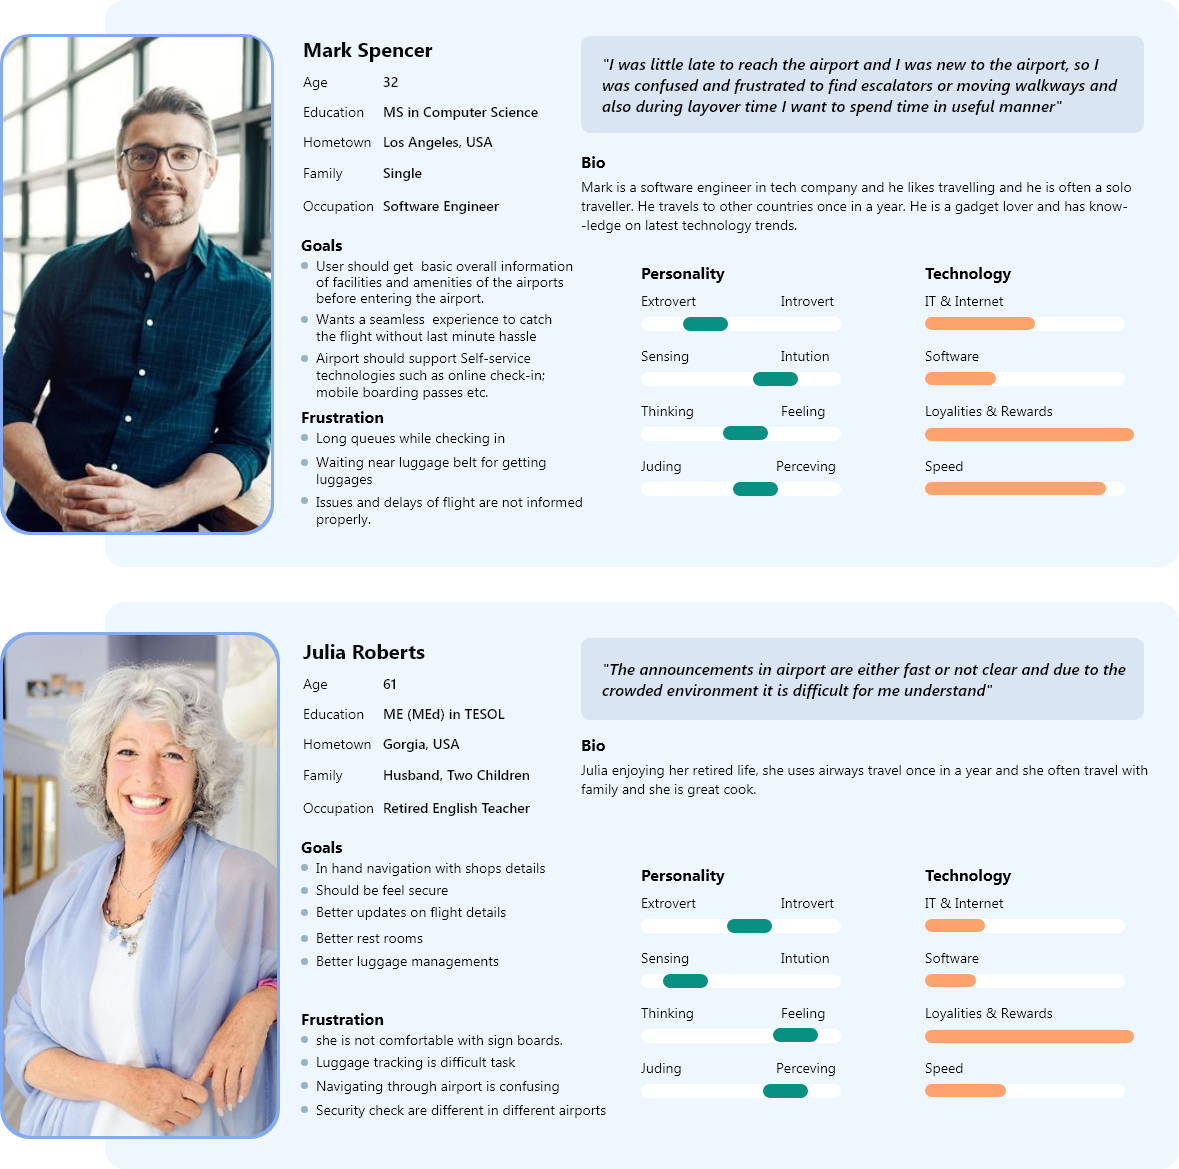 Mark Spencer
Age 32
Education MS in Computer Science
Hometown Los Angeles, USA
Family Single
Occupation Software Engineer
Goals
User should get  basic overall information
of facilities and amenities of the airports
before entering the airport.
Wants a seamless  experience to catch
the flight without last minute hassle
Airport should support Self-service
technologies such as online check-in;
mobile boarding passes etc.
Frustration
Long queues while checking in
Waiting near luggage belt for getting
luggages
Issues and delays of flight are not informed
properly.
"I was little late to reach the airport and I was new to the airport, so I
was confused and frustrated to find escalators or moving walkways and
also during layover time I want to spend time in useful manner"
Bio
Mark is a software engineer in tech company and he likes travelling and he is often a solo
traveller. He travels to other countries once in a year. He is a gadget lover and has know-
-ledge on latest technology trends.
Personality
Extrovert Introvert
Sensing Intution
Thinking Feeling
Juding Perceving
Technology
IT & Internet
Software
Loyalities & Rewards
Speed
Julia Roberts
Age 61
Education ME (MEd) in TESOL
Hometown Gorgia, USA
Family Husband, Two Children
Occupation Retired English Teacher
Goals
In hand navigation with shops details
Should be feel secure
Better updates on flight details
Better rest rooms
Better luggage managements
Frustration
she is not comfortable with sign boards.
Luggage tracking is difficult task
Navigating through airport is confusing
Security check are different in different airports
"The announcements in airport are either fast or not clear and due to the
crowded environment it is difficult for me understand"
Bio
Julia enjoying her retired life, she uses airways travel once in a year and she often travel with
family and she is great cook.
Personality
Extrovert Introvert
Sensing Intution
Thinking Feeling
Juding Perceving
Technology
IT & Internet
Software
Loyalities & Rewards
Speed